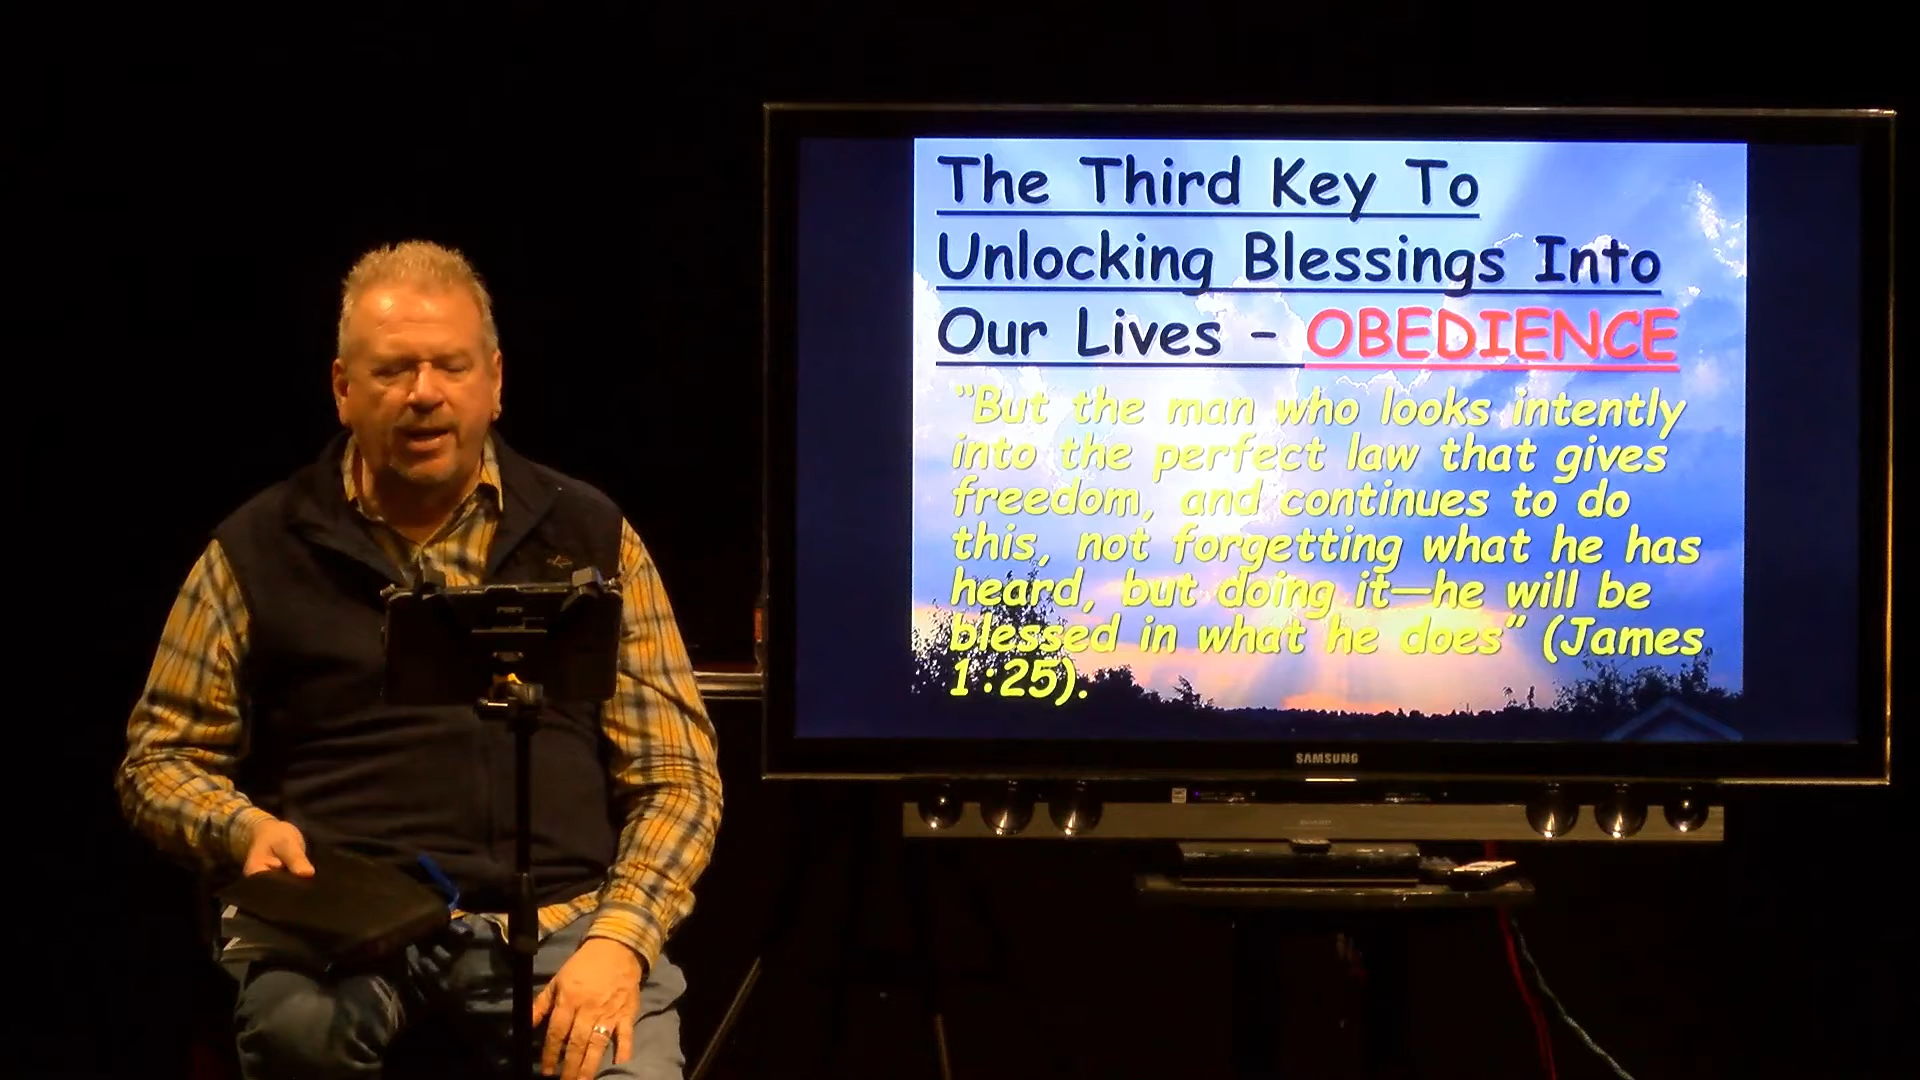 The Third Key To
Unlocking Blessings Into
Our Lives - OBEDIENCE
“But the man who looks intently
into the perfect law that gives
freedom, and continues to do
this, not forgetting what he has
heard, but doing it—he will be
blessed in what he does” (James
1:25).
SAMSUNG